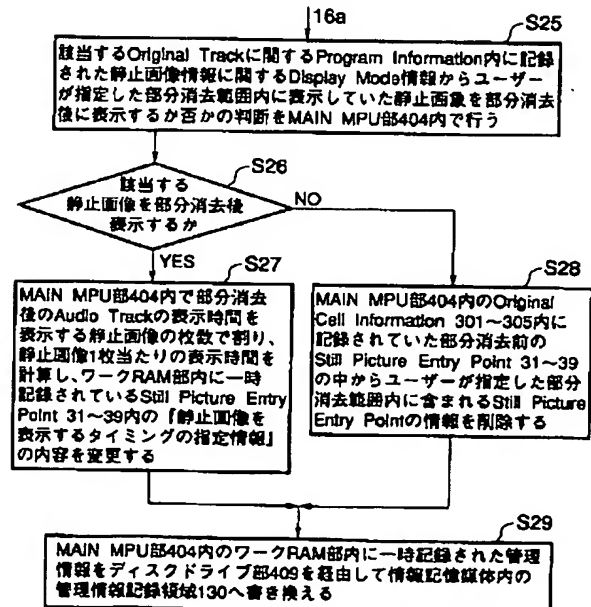 16a
S25
該当するOriginal Trackに関するProgram Information内に記録
された静止画像情報に関するDisplay Mode情報からユーザー
が指定した部分消去範囲内に表示していた静止画象を部分消去
後に表示するか否かの判断をMAIN MPU部404内で行う
S26
該当する
静止画像を部分消去後
表示するか
NO
YES
S27
MAIN MPU部404内で部分消去
後のAudio Trackの表示時間を
表示する静止画像の枚数で割り、
静止画像1枚当たりの表示時間を
計算し、ワークRAM部内に一時
記録されているStill Picture Entry
Point 31～39内の『静止画像を
表示するタイミングの指定情報』
の内容を変更する
S28
MAIN MPU部404内のOriginal
Cell Information 301～305内に
記録されていた部分消去前の
Still Picture Entry Point 31～39
の中からユーザーが指定した部分
消去範囲内に含まれるStill Picture
Entry Pointの情報を削除する
S29
MAIN MPU部404内のワークRAM部内に一時記録された管理
情報をディスクドライブ部409を経由して情報記憶媒体内の
管理情報記録領域130へ書き換える